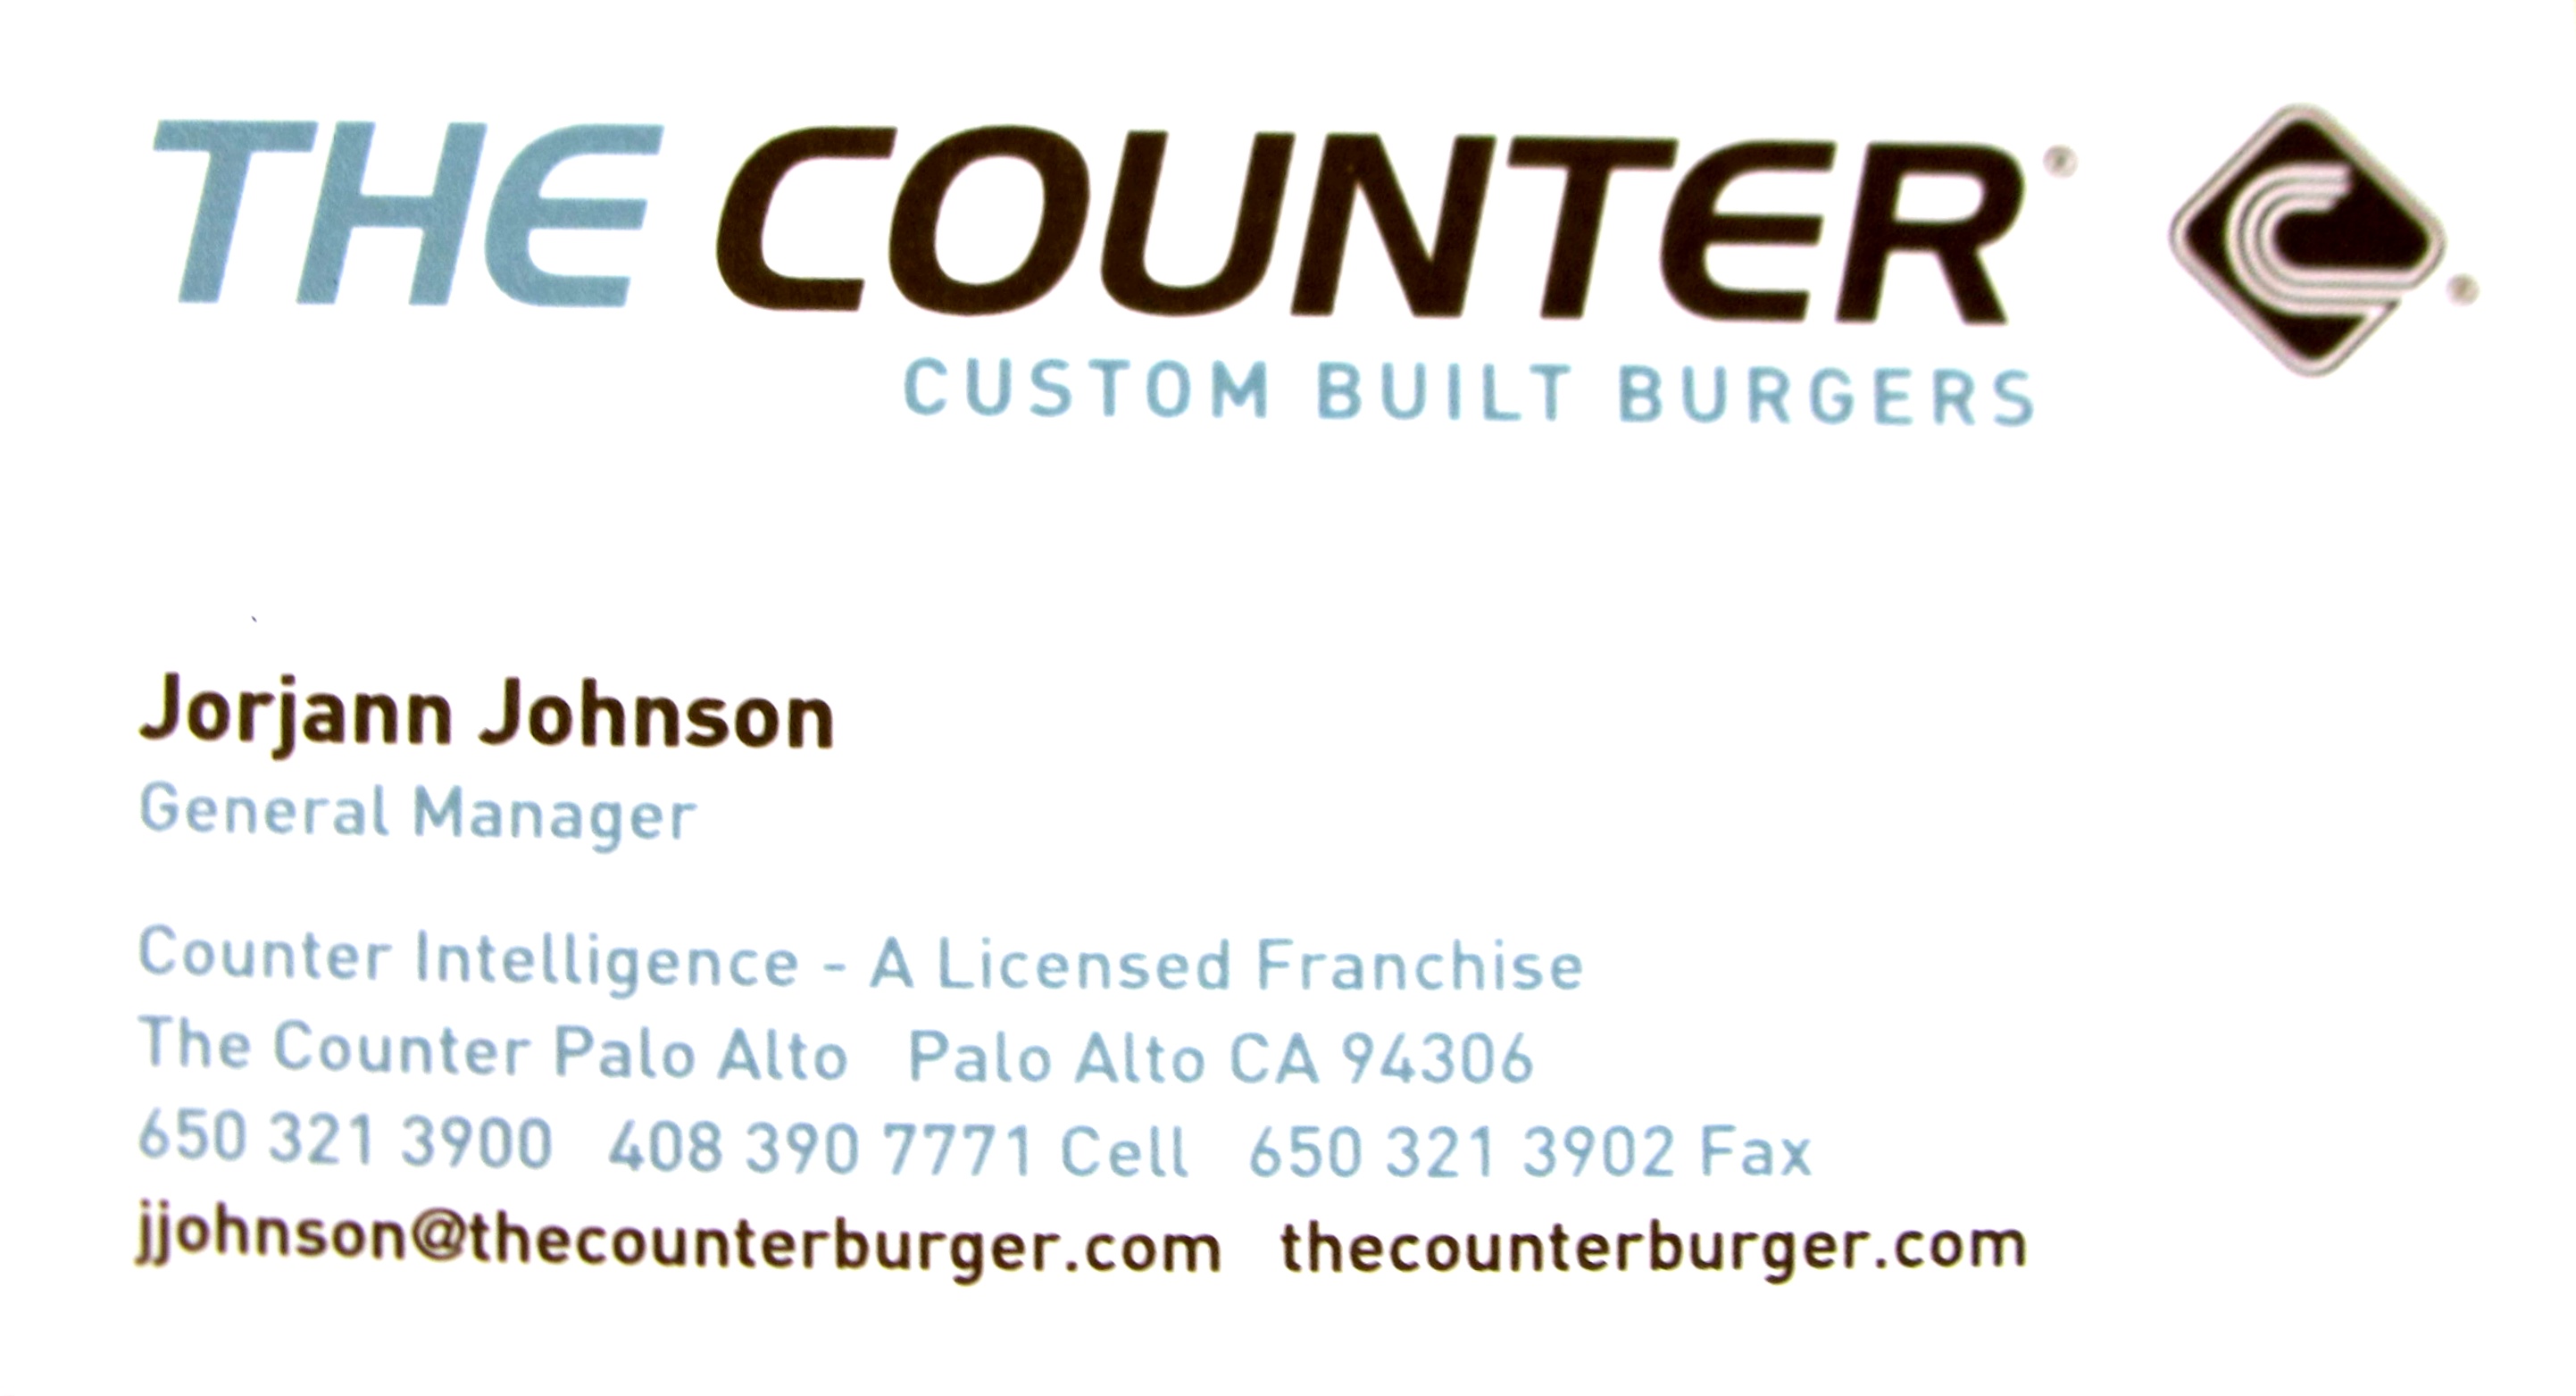 THE COUNTER®
CUSTOM BUILT BURGERS
Jorjann Johnson
General Manager
Counter Intelligence - A Licensed Franchise
The Counter Palo Alto   Palo Alto CA 94306
650 321 3900   408 390 7771 Cell   650 321 3902 Fax
jjohnson@thecounterburger.com   thecounterburger.com